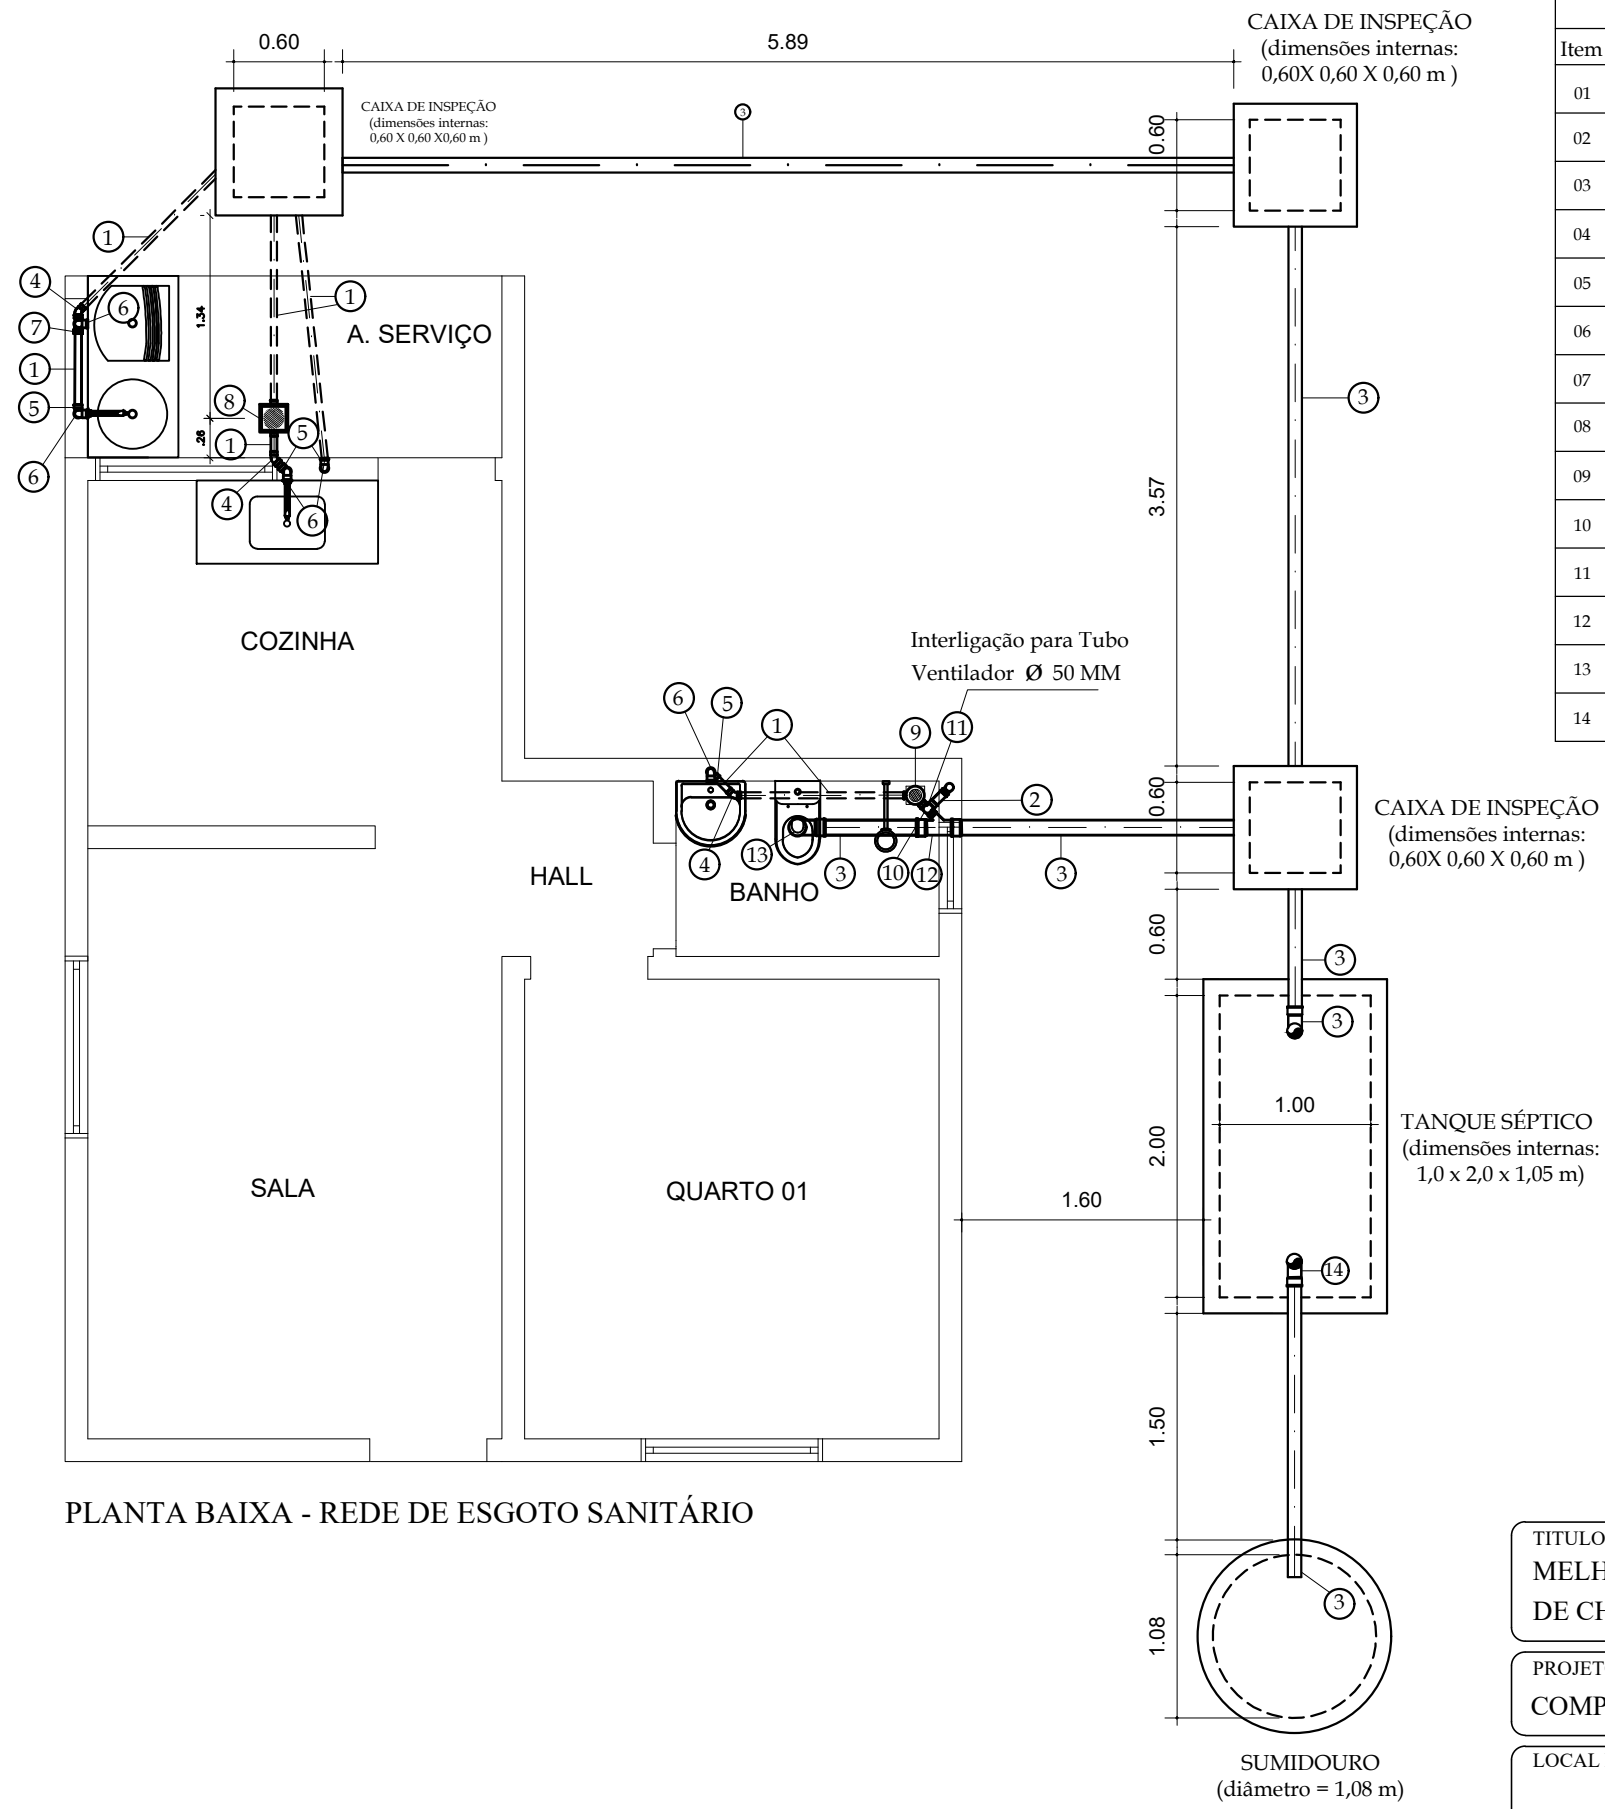 CAIXA DE INSPEÇÃO
(dimensões internas:
0,60X 0,60 X 0,60 m )
0.60
5.89
CAIXA DE INSPEÇÃO
(dimensões internas:
0,60 X 0,60 X0,60 m )
3
0.60
Item
01
02
03
04
05
06
07
08
09
10
11
12
13
14
1
4
6
7
1
5
6
1.34
1
A. SERVIÇO
8
.26
1
5
4
6
3
3.57
COZINHA
Interligação para Tubo
Ventilador Ø 50 MM
6
5
1
9
11
2
4
13
3
10
12
3
0.60
CAIXA DE INSPEÇÃO
(dimensões internas:
0,60X 0,60 X 0,60 m )
HALL
BANHO
0.60
3
3
1.00
2.00
TANQUE SÉPTICO
(dimensões internas:
1,0 x 2,0 x 1,05 m)
SALA
QUARTO 01
1.60
14
1.50
PLANTA BAIXA - REDE DE ESGOTO SANITÁRIO
3
1.08
SUMIDOURO
(diâmetro = 1,08 m)
TITULO
MELH
DE CH
PROJET
COMP
LOCAL